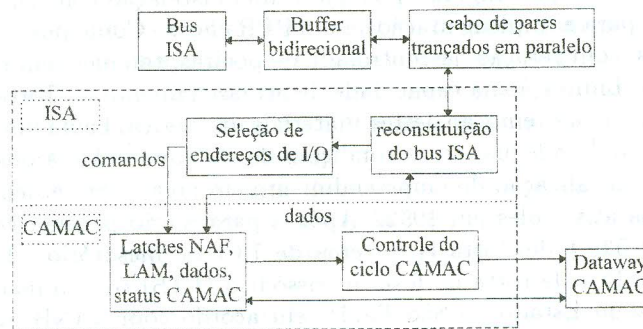 Bus
ISA
Buffer
bidirecional
cabo de pares
trançados em paralelo
ISA
Seleção de
endereços de I/O
reconstituição
do bus ISA
comandos
dados
CAMAC
Latches NAF,
LAM, dados,
status CAMAC
Controle do
ciclo CAMAC
Dataway
CAMAC